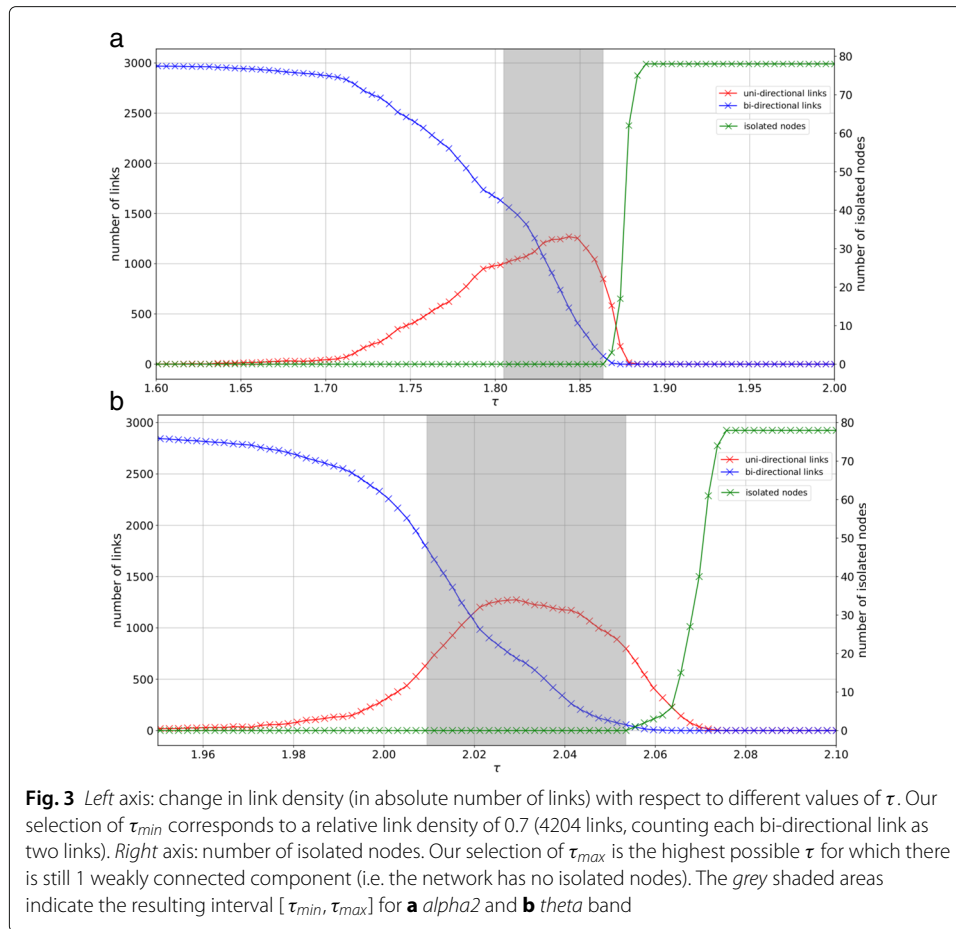 a
3000
2500
2000
1500
1000
500
0
number of links
80
70
60
50
40
30
20
10
0
number of isolated nodes
uni-directional links
bi-directional links
isolated nodes
1.60
1.65
1.70
1.75
1.80
1.85
1.90
1.95
2.00
τ
b
3000
2500
2000
1500
1000
500
0
number of links
80
70
60
50
40
30
20
10
0
number of isolated nodes
uni-directional links
bi-directional links
isolated nodes
1.96
1.98
2.00
2.02
2.04
2.06
2.08
2.10
τ
Fig. 3 Left axis: change in link density (in absolute number of links) with respect to different values of τ. Our
selection of τmin corresponds to a relative link density of 0.7 (4204 links, counting each bi-directional link as
two links). Right axis: number of isolated nodes. Our selection of τmax is the highest possible τ for which there
is still 1 weakly connected component (i.e. the network has no isolated nodes). The grey shaded areas
indicate the resulting interval [τmin, τmax] for a alpha2 and b theta band